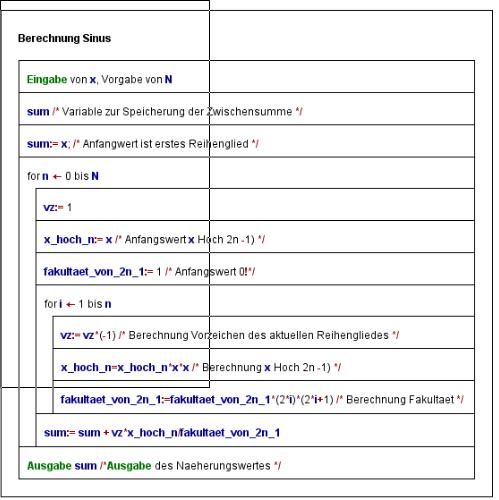 Berechnung Sinus
Eingabe von x, Vorgabe von N
sum /* Variable zur Speicherung der Zwischensumme */
sum:= x; /* Anfangwert ist erstes Reihenglied */
for n ← 0 bis N
vz:= 1
x_hoch_n:= x /* Anfangswert x Hoch 2n -1) */
fakultaet_von_2n_1:= 1 /* Anfangswert 0!*/
for i ← 1 bis n
vz:= vz*(-1) /* Berechnung Vorzeichen des aktuellen Reihengliedes */
x_hoch_n=x_hoch_n*x*x /* Berechnung x Hoch 2n -1) */
fakultaet_von_2n_1:=fakultaet_von_2n_1*(2*i)*(2*i+1) /* Berechnung Fakultaet */
sum:= sum + vz*x_hoch_n/fakultaet_von_2n_1
Ausgabe sum /*Ausgabe des Naeherungswertes */